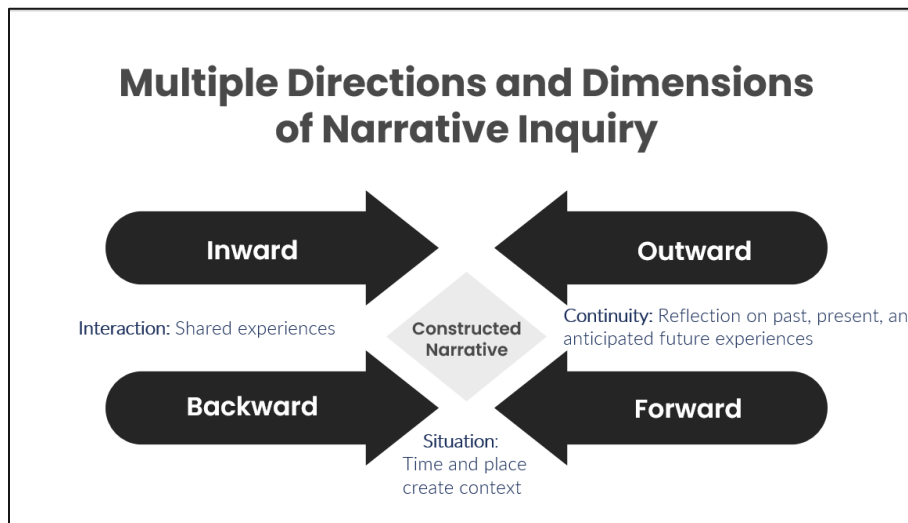 Multiple Directions and Dimensions
of Narrative Inquiry
Inward
Outward
Interaction: Shared experiences
Constructed
Narrative
Continuity: Reflection on past, present, an
anticipated future experiences
Backward
Forward
Situation:
Time and place
create context